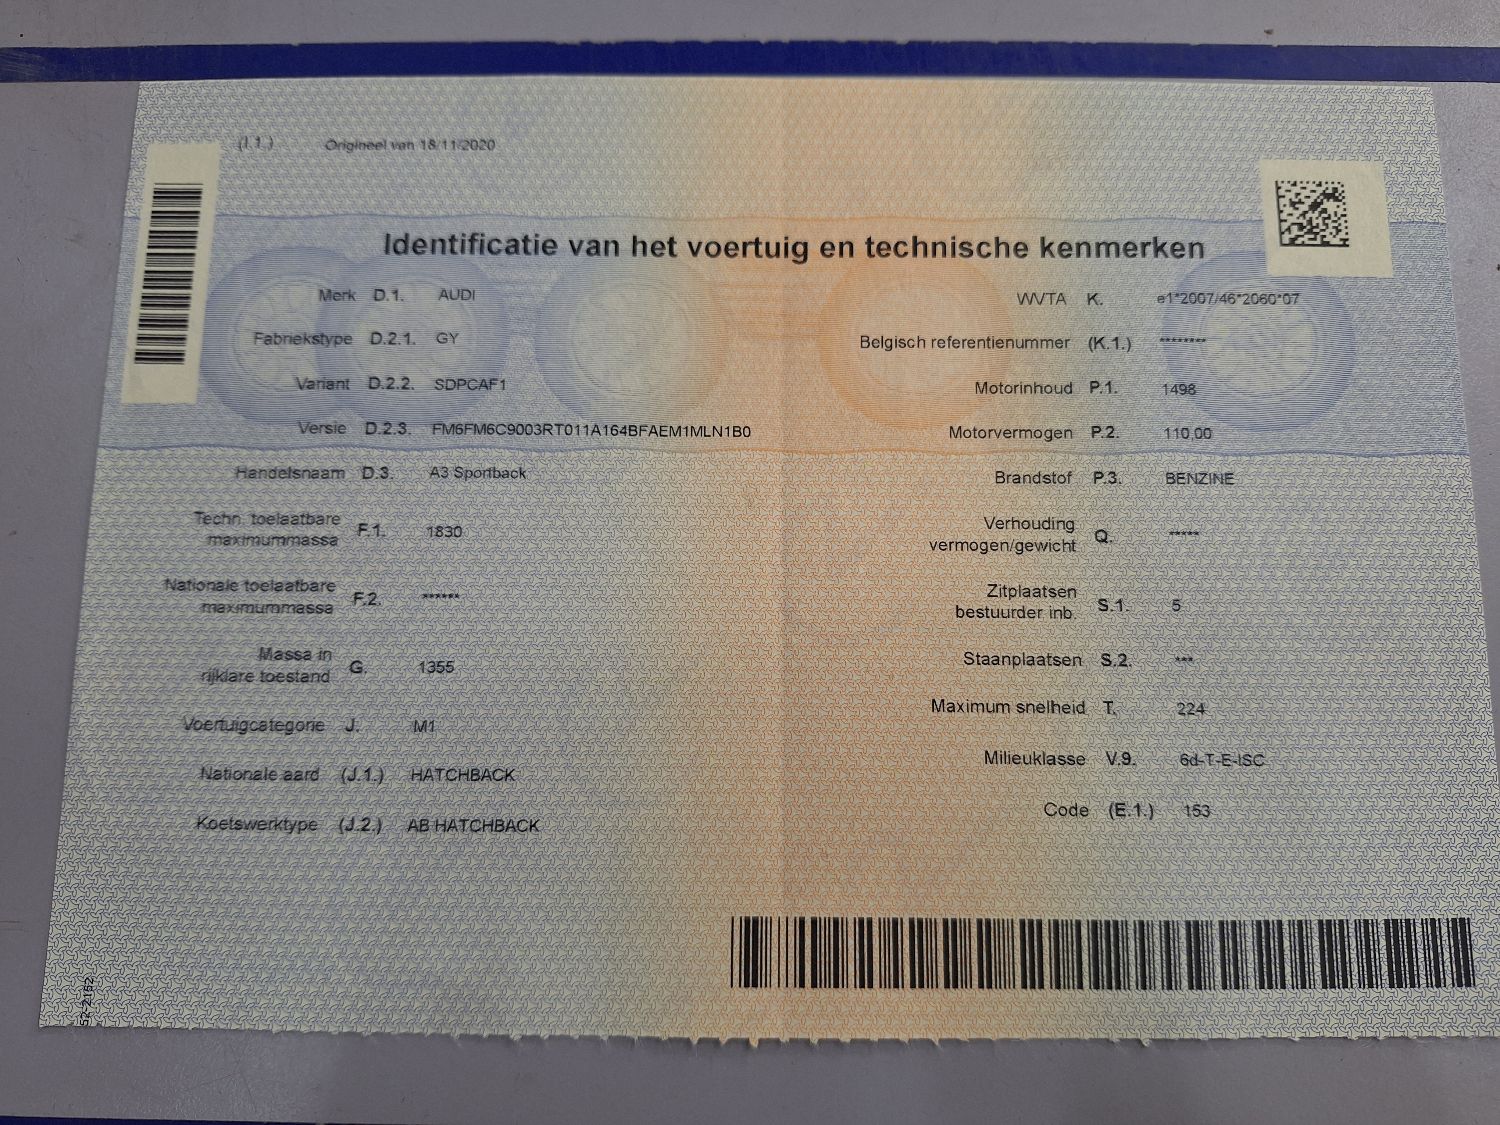 (I.1.) Origineel van 18/11/2020
Identificatie van het voertuig en technische kenmerken
Merk D.1. AUDI
Fabriekstype D.2.1. GY
Variant D.2.2. SDPCAF1
Versie D.2.3. FM6FM6C9003RT011A164BFAEM1MLN1B0
Handelsnaam D.3. A3 Sportback
Techn. toelaatbare
maximummassa F.1. 1830
Nationale toelaatbare
maximummassa F.2. ******
Massa in
rijklare toestand G. 1355
Voertuigcategorie J. M1
Nationale aard (J.1.) HATCHBACK
Koetswerktype (J.2.) AB HATCHBACK
WVTA K. e1*2007/46*2060*07
Belgisch referentienummer (K.1.) ********
Motorinhoud P.1. 1498
Motorvermogen P.2. 110,00
Brandstof P.3. BENZINE
Verhouding
vermogen/gewicht Q. *****
Zitplaatsen
bestuurder inb. S.1. 5
Staanplaatsen S.2. ***
Maximum snelheid T. 224
Milieuklasse V.9. 6d-T-E-ISC
Code (E.1.) 153
52-2162